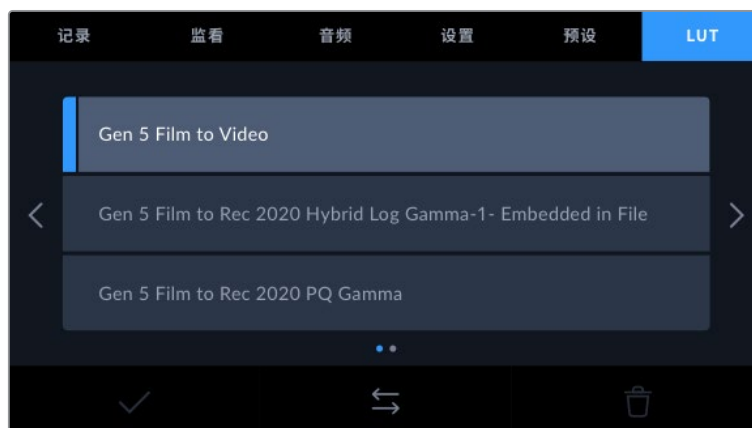 记录 监看 音频 设置 预设 LUT
Gen 5 Film to Video
Gen 5 Film to Rec 2020 Hybrid Log Gamma-1- Embedded in File
Gen 5 Film to Rec 2020 PQ Gamma